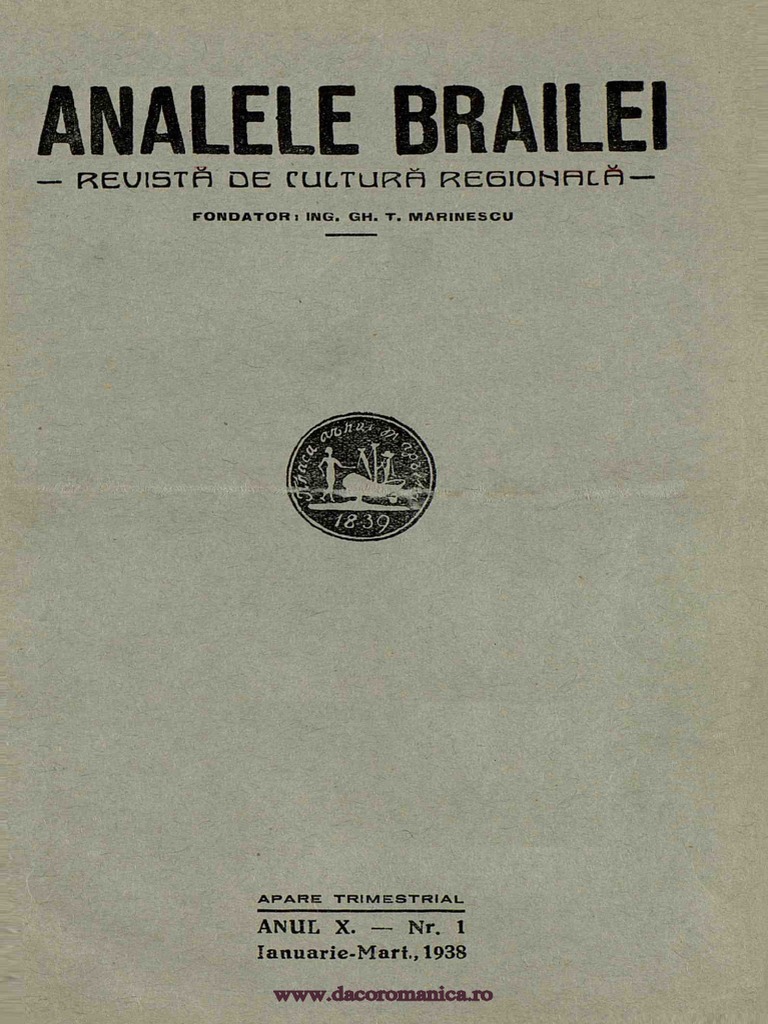 ANALELE BRAILEI
— REVISTĂ DE CULTURĂ REGIONALĂ —
FONDATOR: ING. GH. T. MARINESCU
1839
APARE TRIMESTRIAL
ANUL X. — Nr. 1
Ianuarie-Mart., 1938
www.dacoromanica.ro